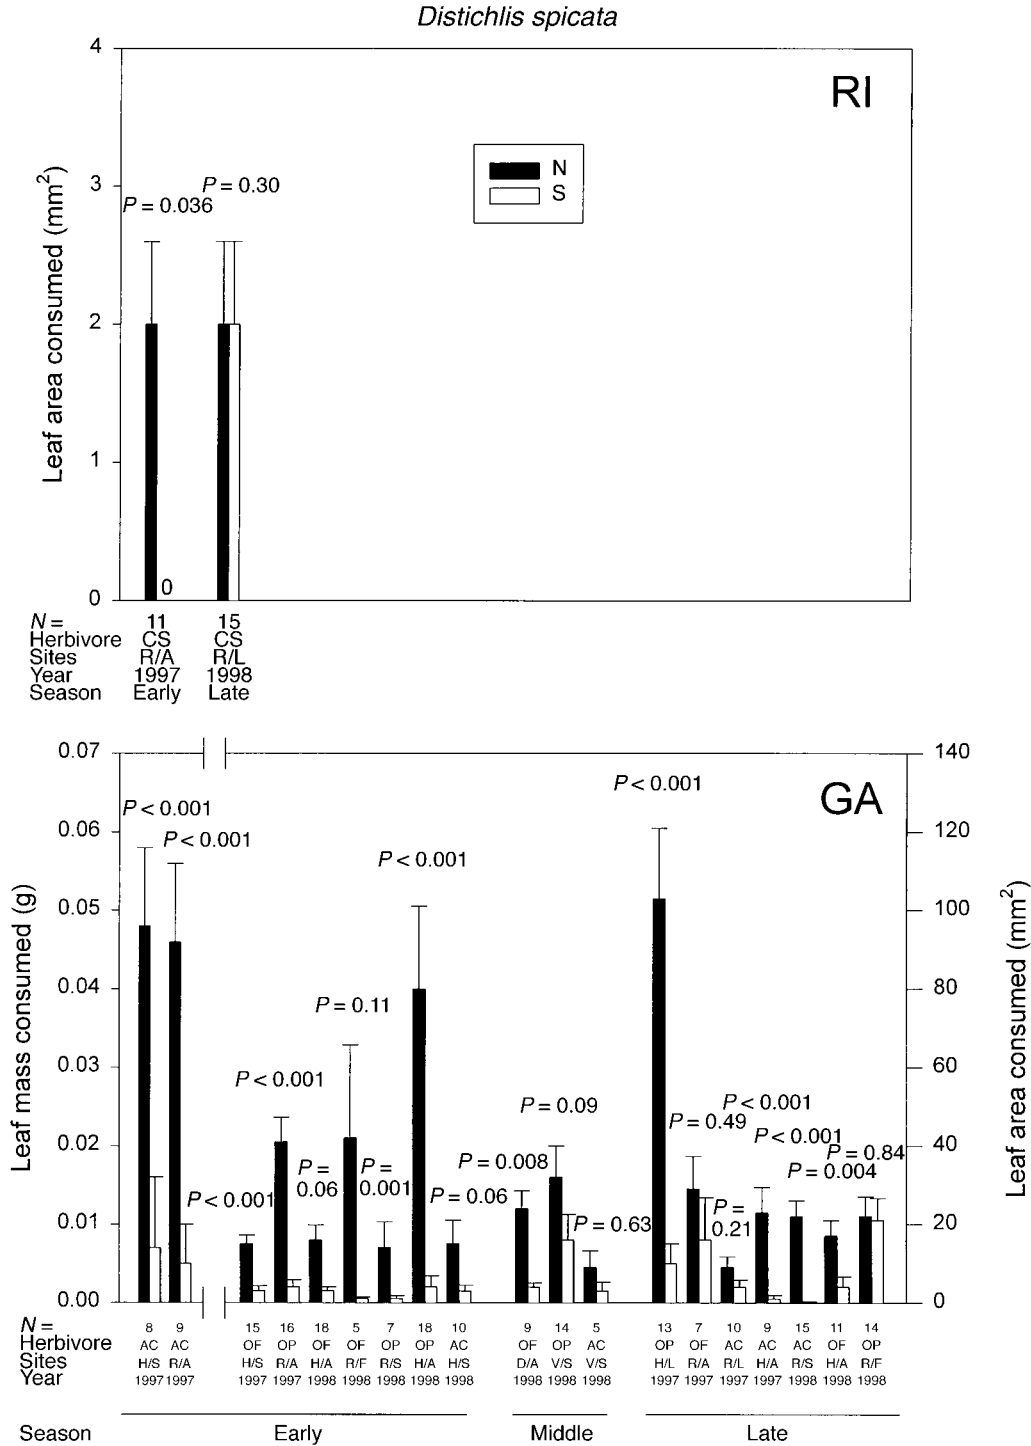 Distichlis spicata
RI
N
S
Leaf area consumed (mm²)
4
3
2
1
0
P = 0.036
P = 0.30
0
N = 11 15
Herbivore CS CS
Sites R/A R/L
Year 1997 1998
Season Early Late
GA
Leaf mass consumed (g)
0.07
0.06
0.05
0.04
0.03
0.02
0.01
0.00
Leaf area consumed (mm²)
140
120
100
80
60
40
20
0
P < 0.001
P < 0.001
P < 0.001
P < 0.001
P =
0.06
P = 0.11
P =
0.001
P < 0.001
P = 0.06
P = 0.008
P = 0.09
P = 0.63
P < 0.001
P = 0.49
P =
0.21
P < 0.001
P < 0.001
P = 0.004
P = 0.84
N = 8 9 15 16 18 5 7 18 10 9 14 5 13 7 10 9 15 11 14
Herbivore AC AC OF OP OF OF OP OP AC OF OP AC OP OF AC AC AC OF OP
Sites H/S R/A H/S R/A H/A R/F R/S H/A H/S D/A V/S V/S H/L R/A R/L H/A R/S H/A R/F
Year 1997 1997 1997 1997 1998 1998 1998 1998 1998 1998 1998 1998 1997 1997 1997 1997 1998 1998 1998
Season Early Middle Late